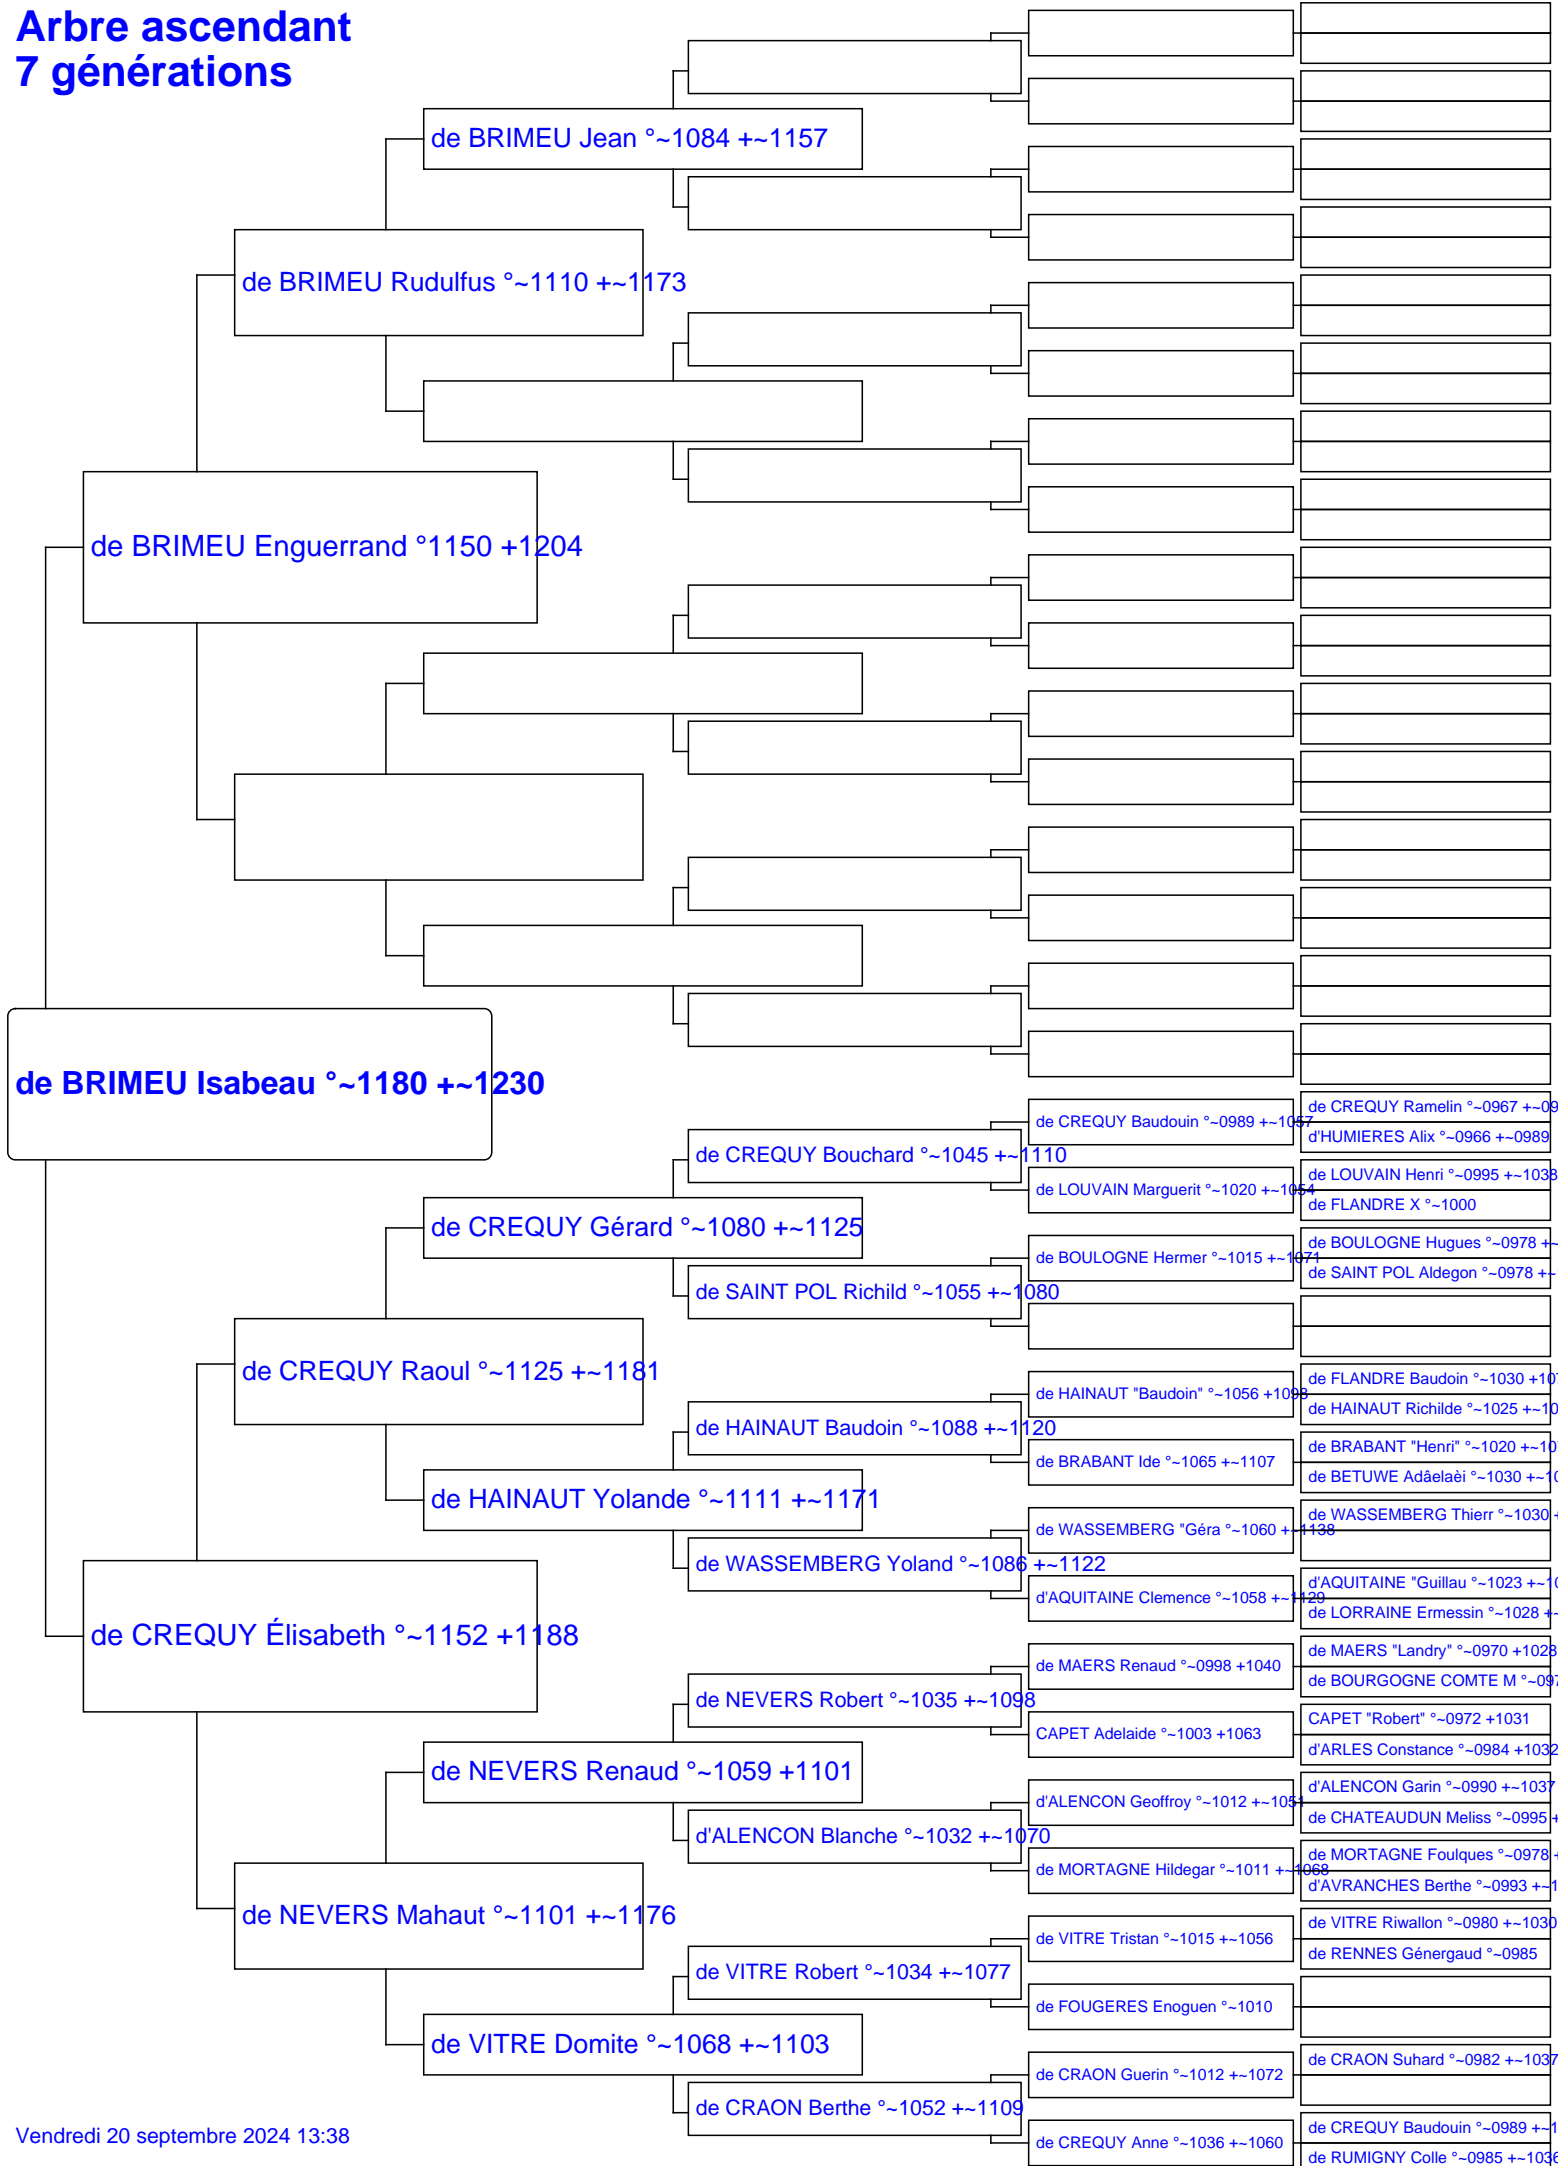 Arbre ascendant
7 générations
de BRIMEU Jean °~1084 +~1157
de BRIMEU Rudulfus °~1110 +~1173
de BRIMEU Enguerrand °1150 +1204
de BRIMEU Isabeau °~1180 +~1230
de CREQUY Ramelin °~0967 +~09
de CREQUY Baudouin °~0989 +~1057
d'HUMIERES Alix °~0966 +~0989
de CREQUY Bouchard °~1045 +~1110
de LOUVAIN Henri °~0995 +~1038
de LOUVAIN Marguerit °~1020 +~1054
de FLANDRE X °~1000
de CREQUY Gérard °~1080 +~1125
de BOULOGNE Hugues °~0978 +~
de BOULOGNE Hermer °~1015 +~1071
de SAINT POL Aldegon °~0978 +~
de SAINT POL Richild °~1055 +~1080
de CREQUY Raoul °~1125 +~1181
de FLANDRE Baudoin °~1030 +107
de HAINAUT "Baudoin" °~1056 +1098
de HAINAUT Richilde °~1025 +~10
de HAINAUT Baudoin °~1088 +~1120
de BRABANT "Henri" °~1020 +~10
de BRABANT Ide °~1065 +~1107
de BETUWE Adâelaèi °~1030 +~10
de HAINAUT Yolande °~1111 +~1171
de WASSEMBERG Thierr °~1030 +
de WASSEMBERG "Géra °~1060 +~1138
de WASSEMBERG Yoland °~1086 +~1122
d'AQUITAINE "Guillau °~1023 +~10
d'AQUITAINE Clemence °~1058 +~1129
de LORRAINE Ermessin °~1028 +~
de CREQUY Élisabeth °~1152 +1188
de MAERS "Landry" °~0970 +1028
de MAERS Renaud °~0998 +1040
de BOURGOGNE COMTE M °~097
de NEVERS Robert °~1035 +~1098
CAPET "Robert" °~0972 +1031
CAPET Adelaide °~1003 +1063
d'ARLES Constance °~0984 +1032
de NEVERS Renaud °~1059 +1101
d'ALENCON Garin °~0990 +~1037
d'ALENCON Geoffroy °~1012 +~1051
de CHATEAUDUN Meliss °~0995 +
d'ALENCON Blanche °~1032 +~1070
de MORTAGNE Foulques °~0978 +
de MORTAGNE Hildegar °~1011 +~1068
d'AVRANCHES Berthe °~0993 +~1
de NEVERS Mahaut °~1101 +~1176
de VITRE Riwallon °~0980 +~1030
de VITRE Tristan °~1015 +~1056
de RENNES Génergaud °~0985
de VITRE Robert °~1034 +~1077
de FOUGERES Enoguen °~1010
de VITRE Domite °~1068 +~1103
de CRAON Suhard °~0982 +~1037
de CRAON Guerin °~1012 +~1072
de CRAON Berthe °~1052 +~1109
de CREQUY Baudouin °~0989 +~1
de CREQUY Anne °~1036 +~1060
de RUMIGNY Colle °~0985 +~1036
Vendredi 20 septembre 2024 13:38